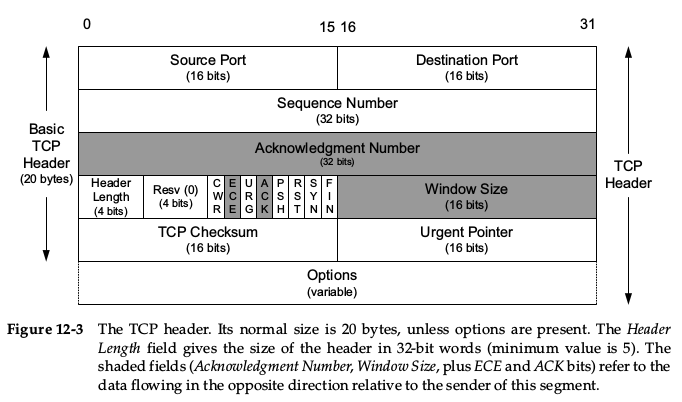 0 15 16 31
Source Port
(16 bits)
Destination Port
(16 bits)
Sequence Number
(32 bits)
Basic
TCP
Header
(20 bytes)
Acknowledgment Number
(32 bits)
TCP
Header
Header
Length
(4 bits)
Resv (0)
(4 bits)
CWR
ECE
URG
ACK
PSH
RST
SYN
FIN
Window Size
(16 bits)
TCP Checksum
(16 bits)
Urgent Pointer
(16 bits)
Options
(variable)
Figure 12-3 The TCP header. Its normal size is 20 bytes, unless options are present. The Header
Length field gives the size of the header in 32-bit words (minimum value is 5). The
shaded fields (Acknowledgment Number, Window Size, plus ECE and ACK bits) refer to the
data flowing in the opposite direction relative to the sender of this segment.